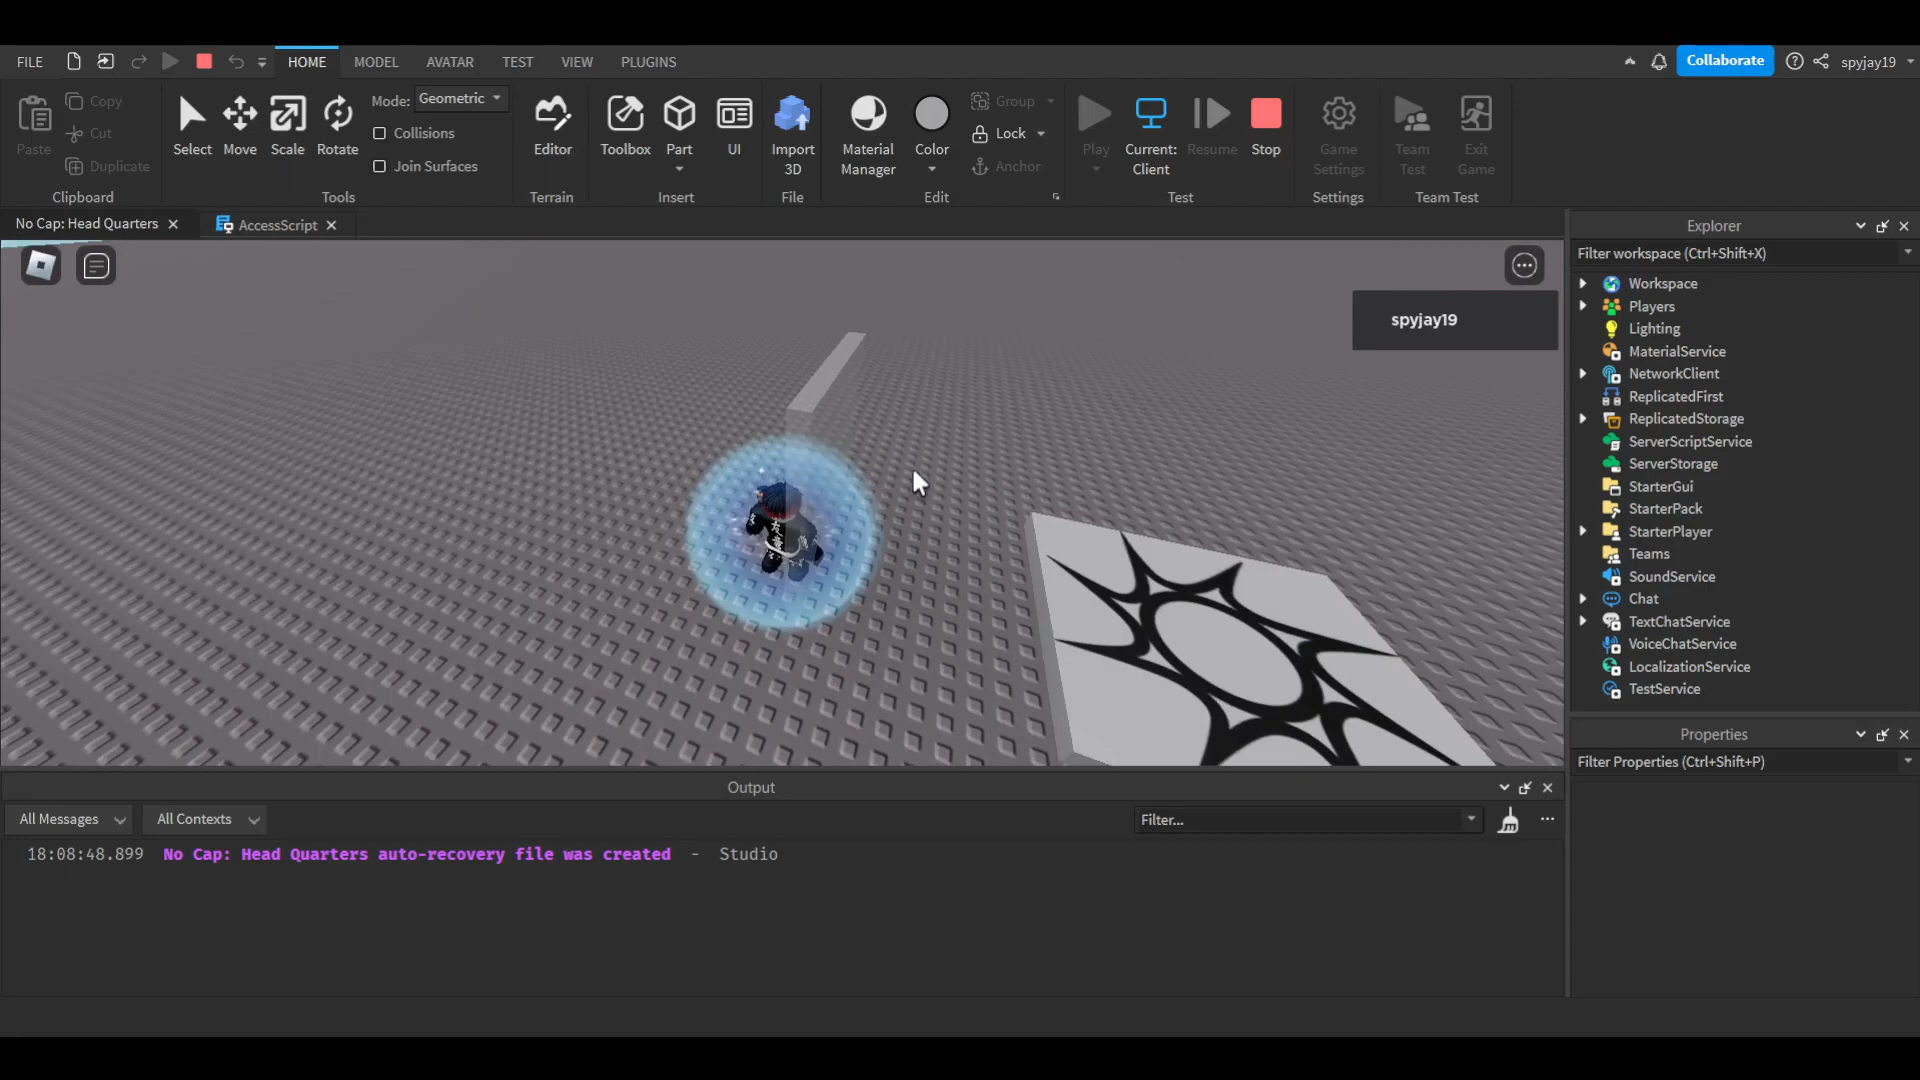 FILE HOME MODEL AVATAR TEST VIEW PLUGINS Collaborate spyjay19
Paste Copy Cut Duplicate Clipboard
Select Move Scale Rotate Mode: Geometric Collisions Join Surfaces Tools
Editor Terrain
Toolbox Part UI Insert
Import 3D File
Material Manager Color Group Lock Anchor Edit
Play Current: Client Resume Stop Test
Game Settings Settings
Team Test Exit Game Team Test
No Cap: Head Quarters AccessScript
spyjay19
Explorer
Filter workspace (Ctrl+Shift+X)
Workspace
Players
Lighting
MaterialService
NetworkClient
ReplicatedFirst
ReplicatedStorage
ServerScriptService
ServerStorage
StarterGui
StarterPack
StarterPlayer
Teams
SoundService
Chat
TextChatService
VoiceChatService
LocalizationService
TestService
Properties
Filter Properties (Ctrl+Shift+P)
Output
All Messages All Contexts Filter...
18:08:48.899 No Cap: Head Quarters auto-recovery file was created - Studio